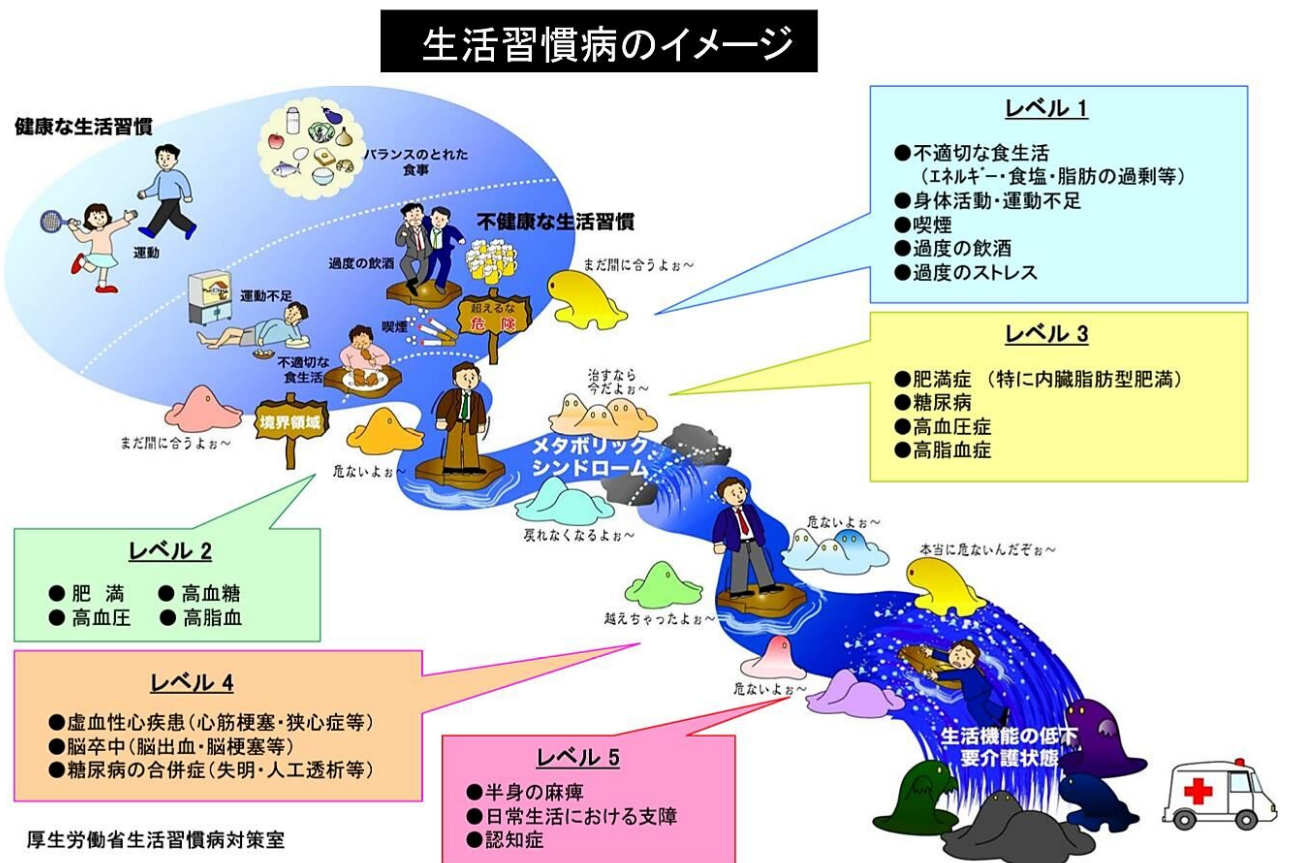 生活習慣病のイメージ
健康な生活習慣
バランスのとれた
食事
運動
不健康な生活習慣
過度の飲酒
運動不足
喫煙
超えるな
危険
不適切な
食生活
境界領域
まだ間に合うよぉ～
まだ間に合うよぉ～
危ないよぉ～
治すなら
今だよぉ～
メタボリック
シンドローム
戻れなくなるよぉ～
危ないよぉ～
越えちゃったよぉ～
本当に危ないんだぞぉ～
危ないよぉ～
生活機能の低下
要介護状態
レベル 1
●不適切な食生活
（エネルギー・食塩・脂肪の過剰等）
●身体活動・運動不足
●喫煙
●過度の飲酒
●過度のストレス
レベル 2
●肥 満 ●高血糖
●高血圧 ●高脂血
レベル 3
●肥満症 （特に内臓脂肪型肥満）
●糖尿病
●高血圧症
●高脂血症
レベル 4
●虚血性心疾患（心筋梗塞・狭心症等）
●脳卒中（脳出血・脳梗塞等）
●糖尿病の合併症（失明・人工透析等）
レベル 5
●半身の麻痺
●日常生活における支障
●認知症
厚生労働省生活習慣病対策室